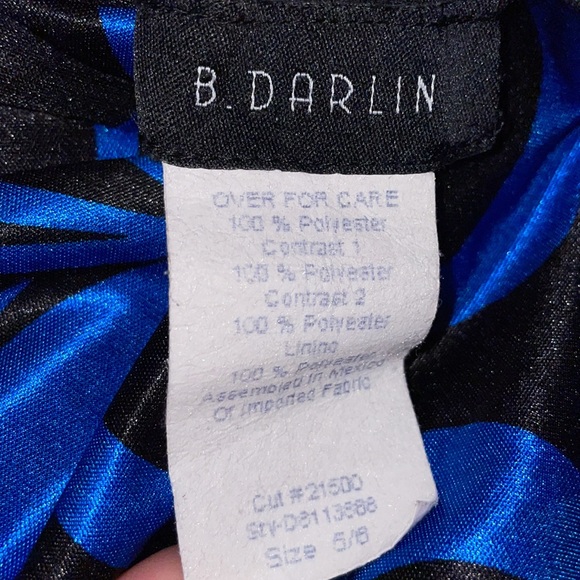 B. DARLIN
OVER FOR CARE
100 % Polyester
Contrast 1
100 % Polyester
Contrast 2
100 % Polyester
Lining
100 % Polyester
Assembled In Mexico
Of Imported Fabric
Cut # 21500
Size 5/6